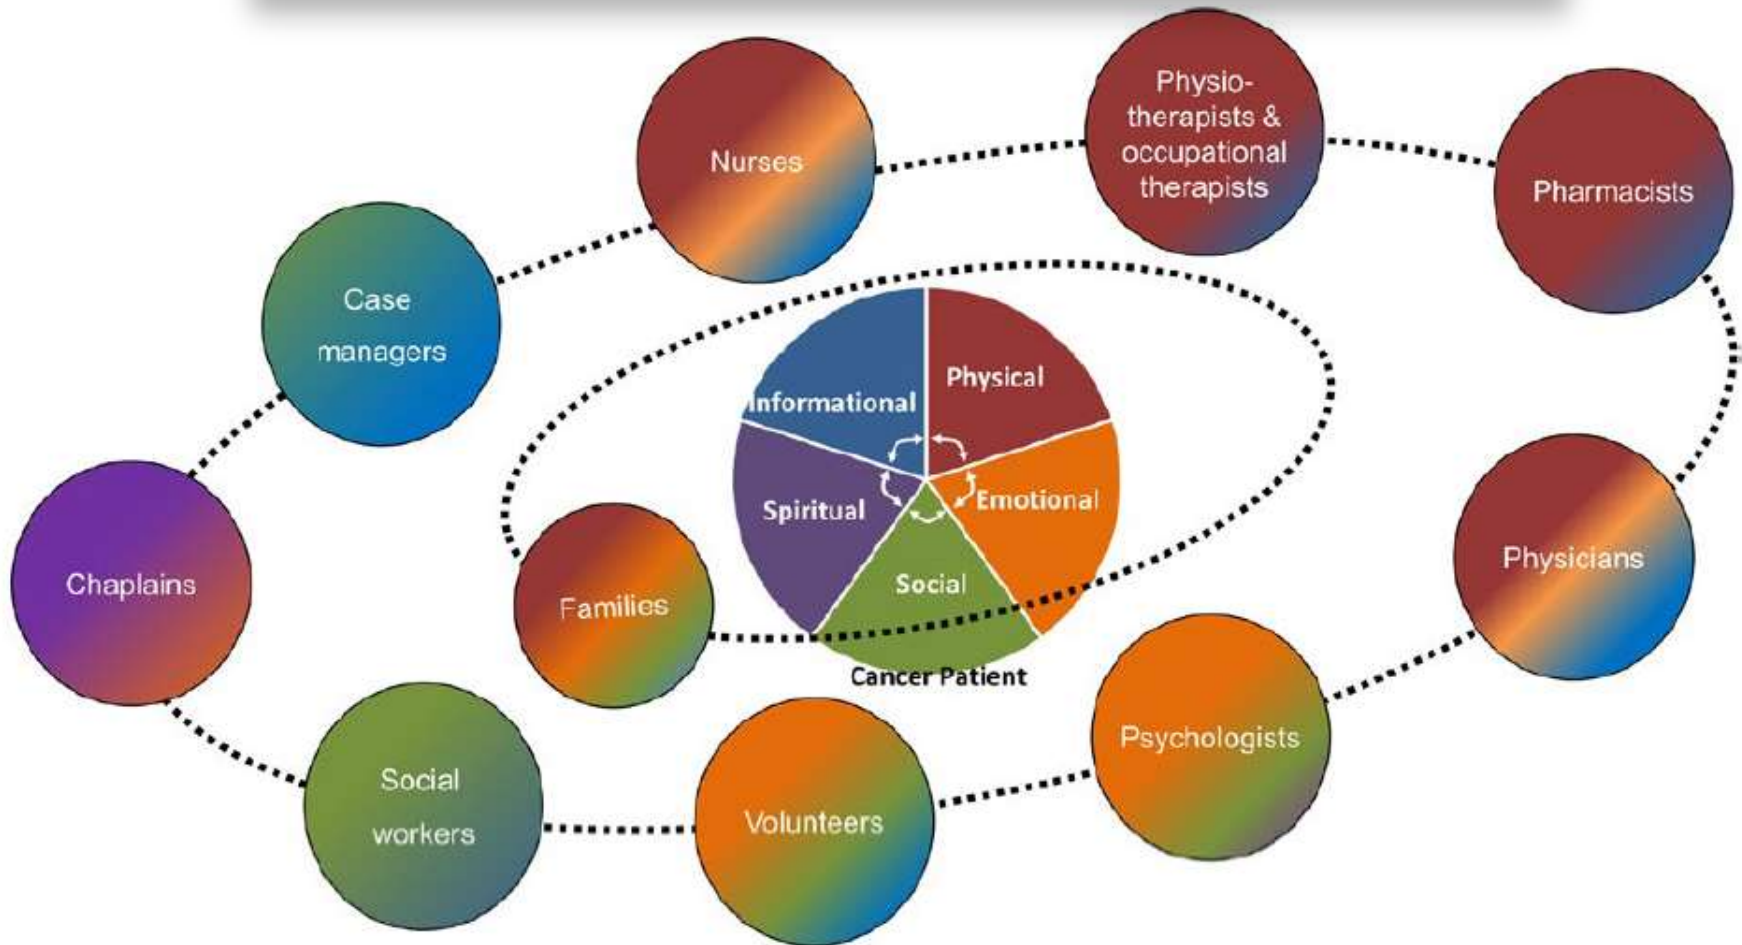 Physio-
therapists &
occupational
therapists
Nurses
Pharmacists
Case
managers
Physical
Informational
Emotional
Spiritual
Physicians
Chaplains
Social
Families
Cancer Patient
Psychologists
Social
workers
Volunteers